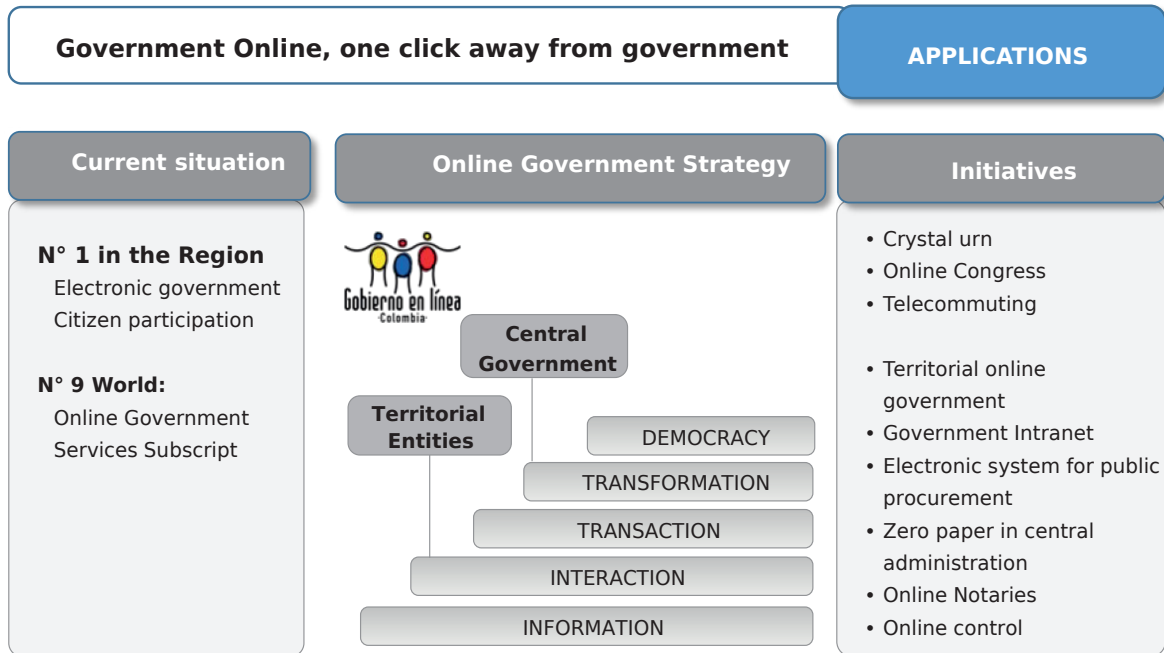 Government Online, one click away from government
APPLICATIONS
Current situation
N° 1 in the Region
Electronic government
Citizen participation
N° 9 World:
Online Government
Services Subscript
Online Government Strategy
Gobierno en línea
·Colombia·
Central
Government
Territorial
Entities
DEMOCRACY
TRANSFORMATION
TRANSACTION
INTERACTION
INFORMATION
Initiatives
• Crystal urn
• Online Congress
• Telecommuting
• Territorial online
government
• Government Intranet
• Electronic system for public
procurement
• Zero paper in central
administration
• Online Notaries
• Online control